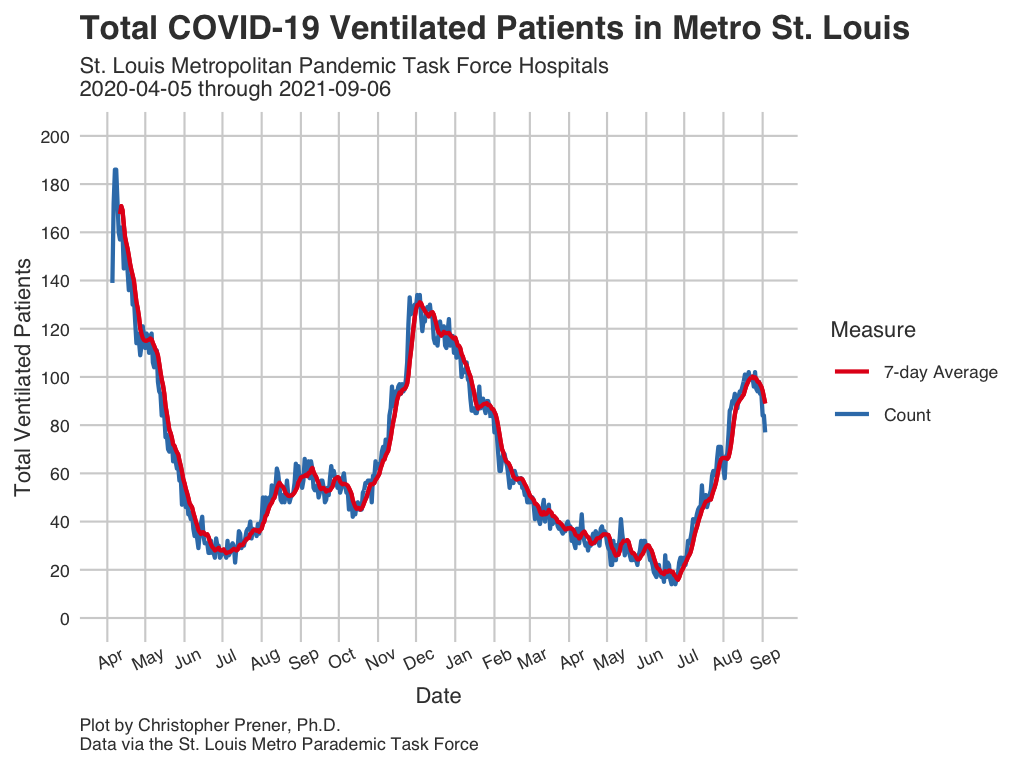 Total COVID-19 Ventilated Patients in Metro St. Louis
St. Louis Metropolitan Pandemic Task Force Hospitals
2020-04-05 through 2021-09-06
Total Ventilated Patients
200
180
160
140
120
100
80
60
40
20
0
Apr May Jun Jul Aug Sep Oct Nov Dec Jan Feb Mar Apr May Jun Jul Aug Sep
Date
Measure
7-day Average
Count
Plot by Christopher Prener, Ph.D.
Data via the St. Louis Metro Parademic Task Force